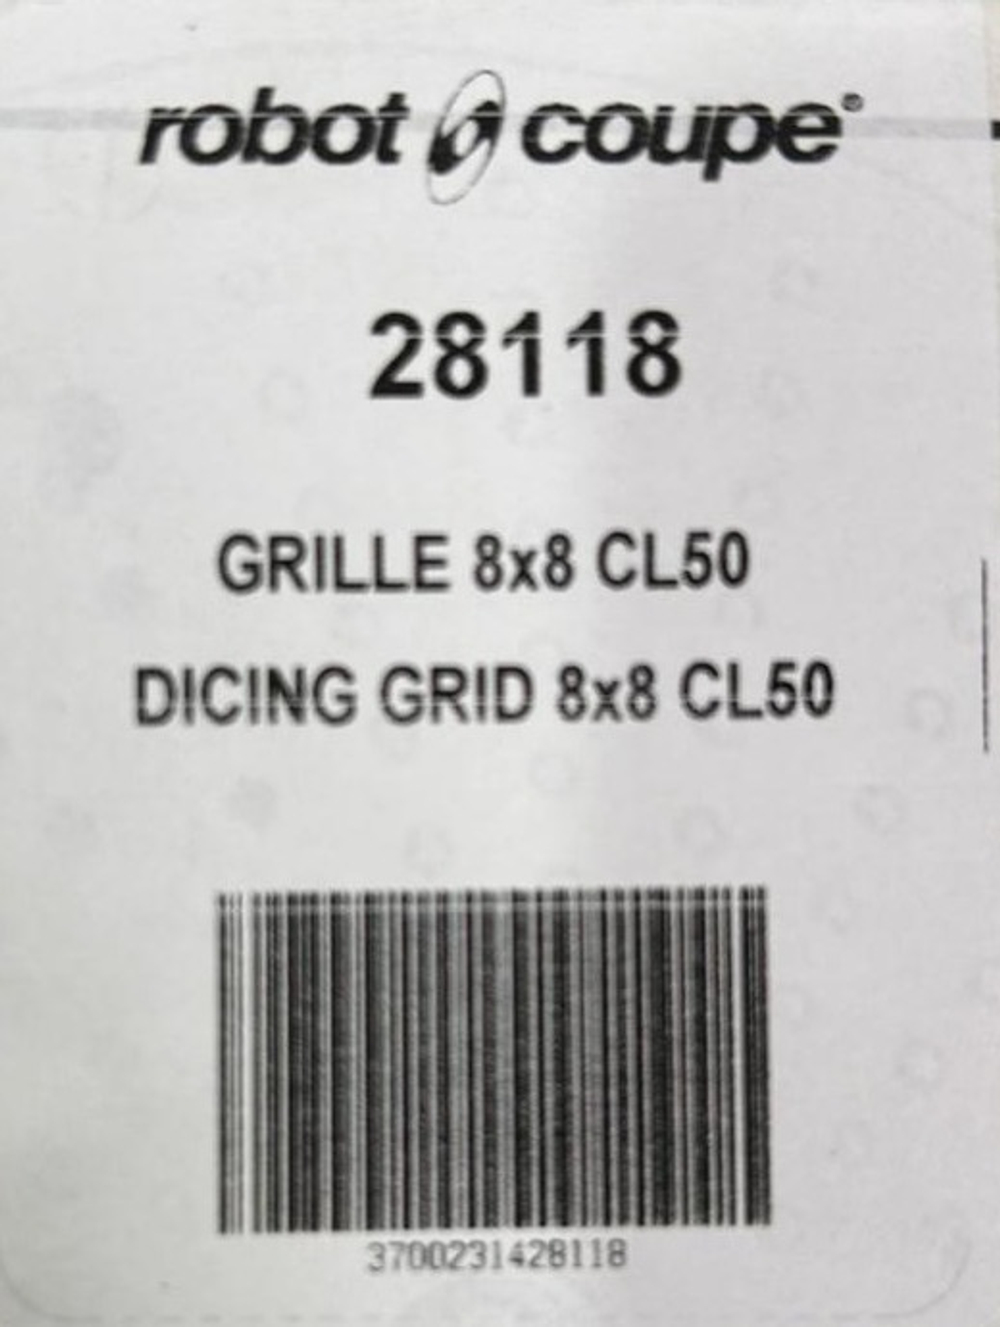 robot coupe®
28118
GRILLE 8x8 CL50
DICING GRID 8x8 CL50
3700231428118